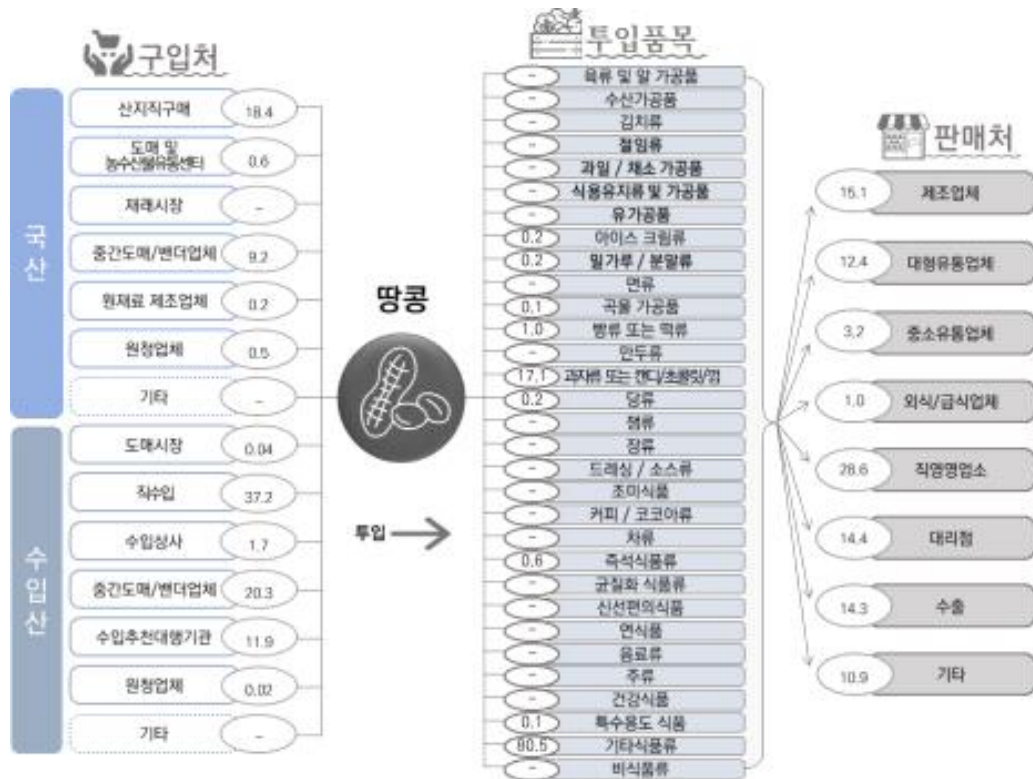 구입처
국산
산지직구매 18.4
도매 및
농수산물유통센터 0.6
재래시장 -
중간도매/밴더업체 9.2
원재료 제조업체 0.2
원청업체 0.5
기타 -
수입산
도매시장 0.04
직수입 37.2
수입상사 1.7
중간도매/밴더업체 20.3
수입추천대행기관 11.9
원청업체 0.02
기타 -
땅콩
투입
투입품목
- 육류 및 알 가공품
- 수산가공품
- 김치류
- 절임류
- 과일 / 채소 가공품
- 식용유지류 및 가공품
- 유가공품
0.2 아이스 크림류
0.2 밀가루 / 분말류
- 면류
0.1 곡물 가공품
1.0 빵류 또는 떡류
- 만두류
17.1 과자류 또는 캔디/초콜릿/껌
0.2 당류
- 잼류
- 장류
- 드레싱 / 소스류
- 조미식품
- 커피 / 코코아류
- 차류
0.6 즉석식품류
- 균질화 식품류
- 신선편의식품
- 연식품
- 음료류
- 주류
- 건강식품
0.1 특수용도 식품
80.5 기타식품류
- 비식품류
판매처
15.1 제조업체
12.4 대형유통업체
3.2 중소유통업체
1.0 외식/급식업체
28.6 직영영업소
14.4 대리점
14.3 수출
10.9 기타